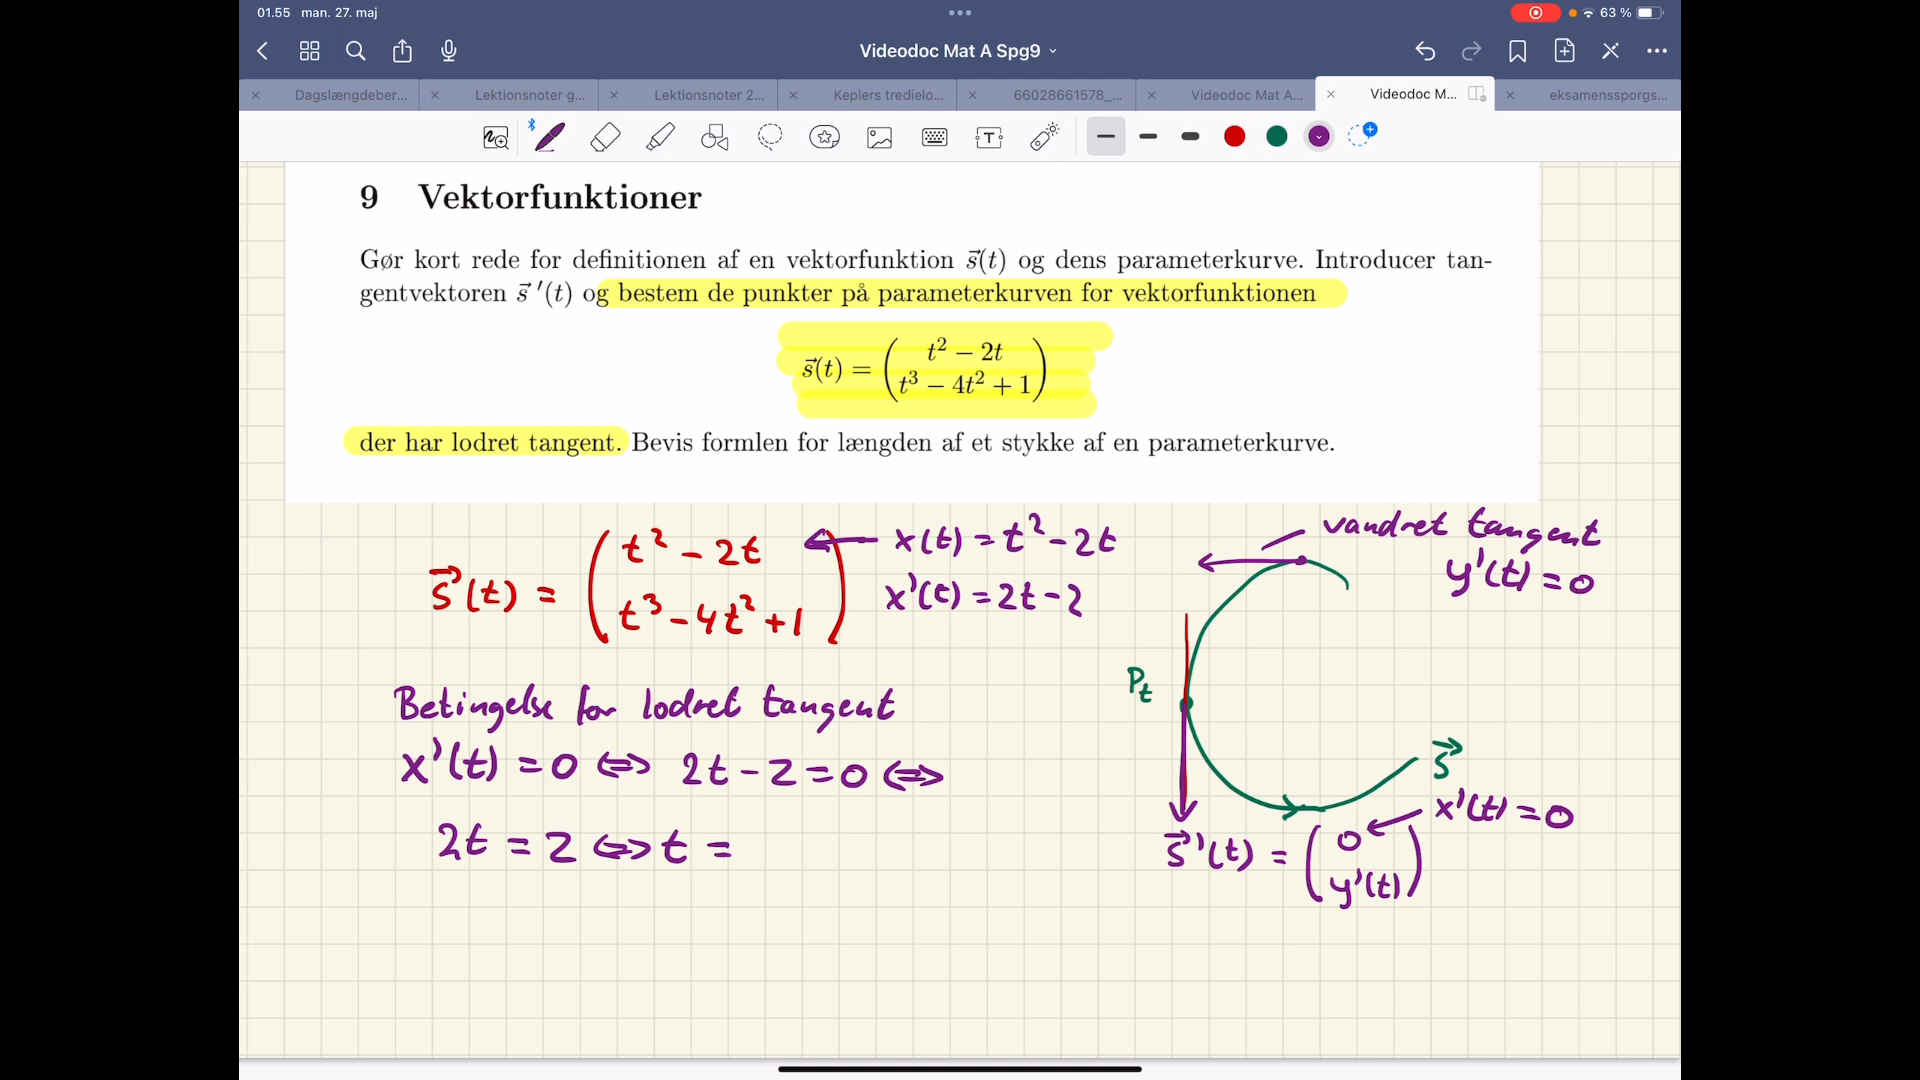 01.55 man. 27. maj
63 %
Videodoc Mat A Spg9
Dagslængdeber...
Lektionsnoter g...
Lektionsnoter 2...
Keplers tredielo...
66028661578_...
Videodoc Mat A...
Videodoc M...
eksamenssporgs...
9 Vektorfunktioner
Gør kort rede for definitionen af en vektorfunktion s⃗(t) og dens parameterkurve. Introducer tan-
gentvektoren s⃗ ′(t) og bestem de punkter på parameterkurven for vektorfunktionen
s⃗(t) = ( t² − 2t
t³ − 4t² + 1 )
der har lodret tangent. Bevis formlen for længden af et stykke af en parameterkurve.
s⃗(t) = ( t² - 2t
t³ - 4t² + 1 )
x(t) = t² - 2t
x'(t) = 2t - 2
vandret tangent
y'(t) = 0
Betingelse for lodret tangent
x'(t) = 0 ⇔ 2t - 2 = 0 ⇔
2t = 2 ⇔ t =
Pt
s⃗
x'(t) = 0
s⃗'(t) = ( 0
y'(t) )